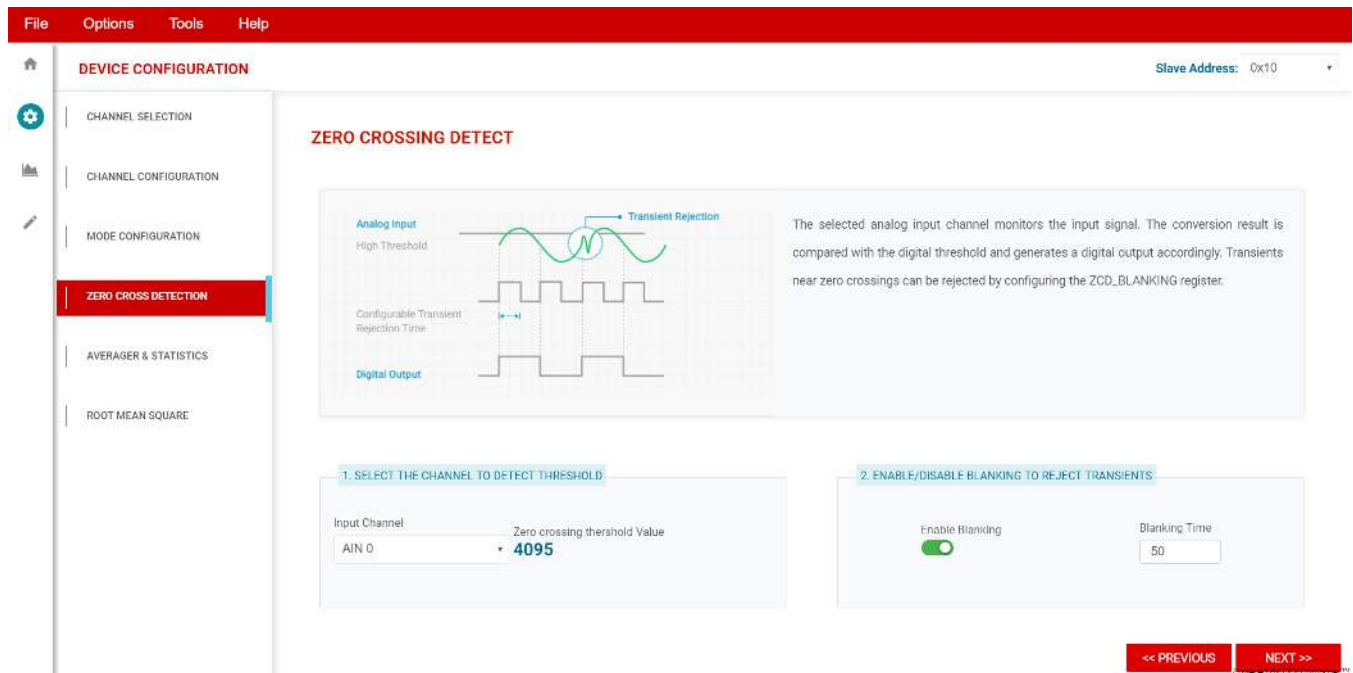 File Options Tools Help
DEVICE CONFIGURATION
Slave Address: 0x10
CHANNEL SELECTION
CHANNEL CONFIGURATION
MODE CONFIGURATION
ZERO CROSS DETECTION
AVERAGER & STATISTICS
ROOT MEAN SQUARE
ZERO CROSSING DETECT
Analog Input
High Threshold
Transient Rejection
Configurable Transient
Rejection Time
Digital Output
The selected analog input channel monitors the input signal. The conversion result is
compared with the digital threshold and generates a digital output accordingly. Transients
near zero crossings can be rejected by configuring the ZCD_BLANKING register.
1. SELECT THE CHANNEL TO DETECT THRESHOLD
Input Channel
AIN 0
Zero crossing thershold Value
4095
2. ENABLE/DISABLE BLANKING TO REJECT TRANSIENTS
Enable Blanking
Blanking Time
50
<< PREVIOUS
NEXT >>